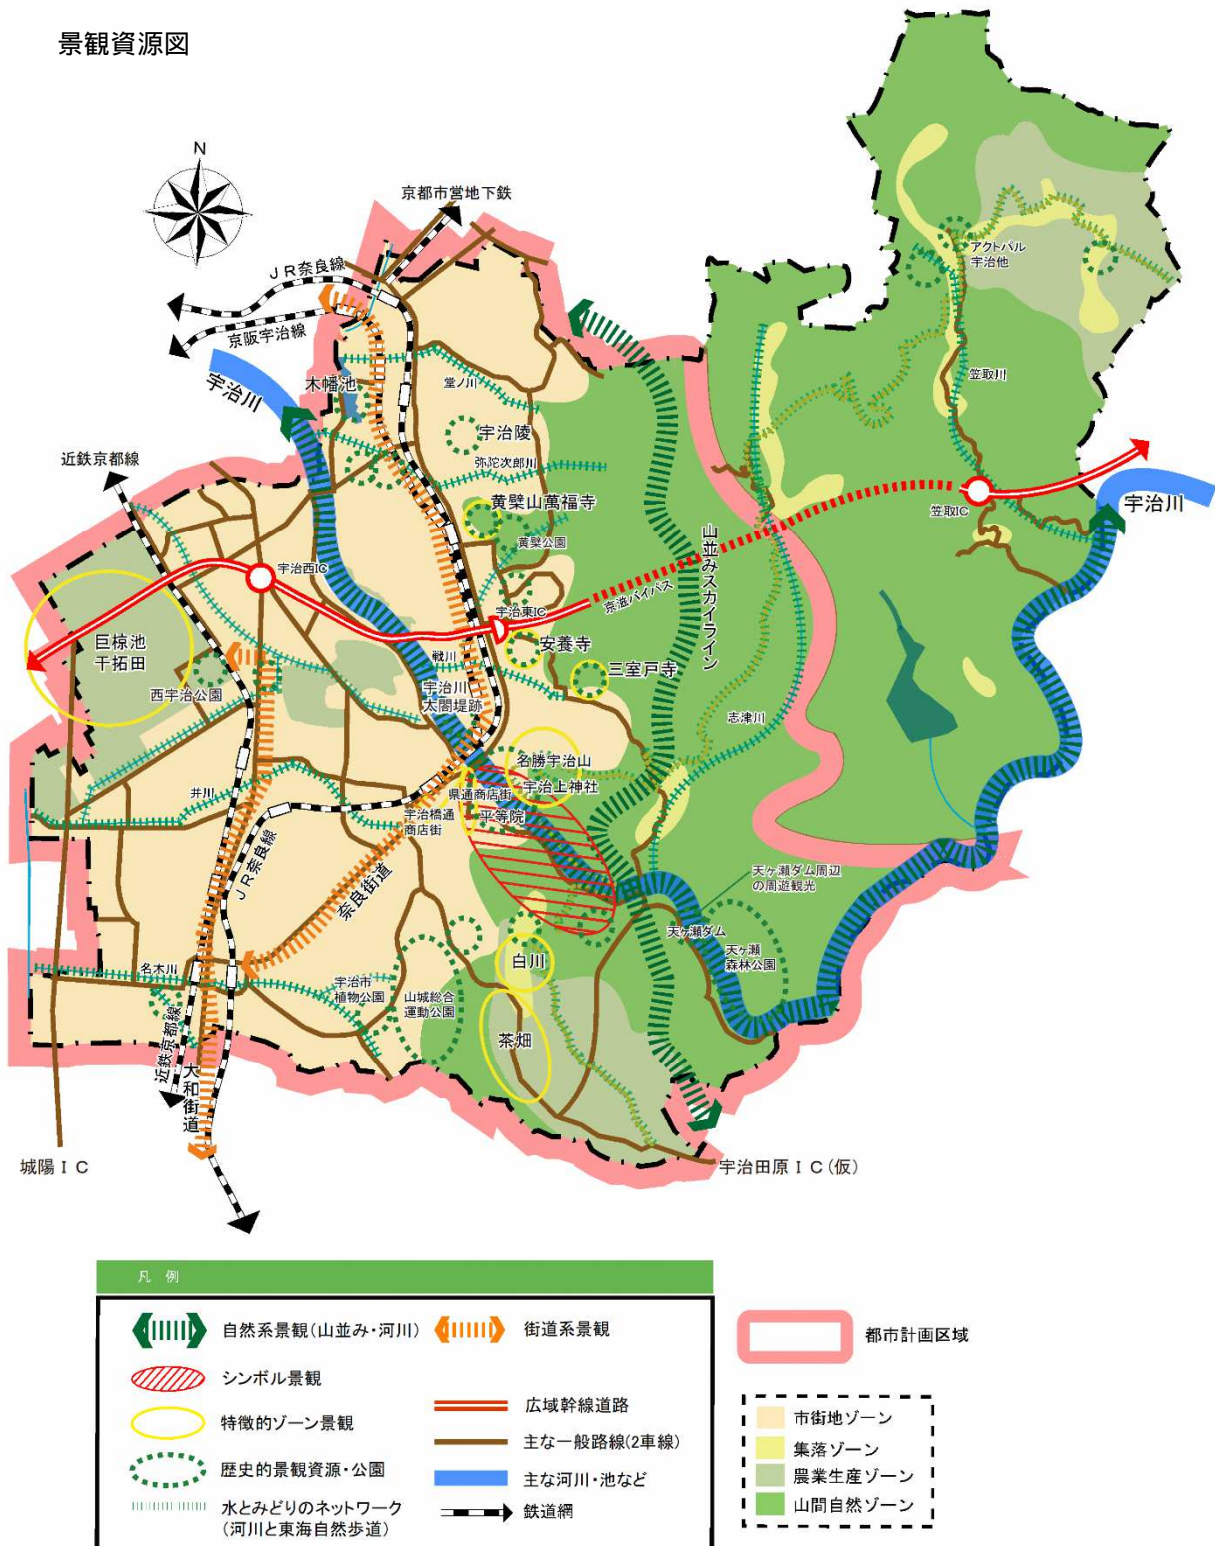 景観資源図
N
京都市営地下鉄
JR奈良線
京阪宇治線
宇治川
木幡池
堂ノ川
宇治陵
弥陀次郎川
近鉄京都線
黄檗山萬福寺
黄檗公園
アクトパル
宇治他
笠取川
笠取IC
宇治川
山並みスカイライン
京滋バイパス
宇治西IC
宇治東IC
巨椋池
干拓田
西宇治公園
戦川
宇治川
太閤堤跡
安養寺
三室戸寺
志津川
名勝宇治山
宇治上神社
県通商店街
平等院
宇治橋通
商店街
井川
JR奈良線
奈良街道
天ヶ瀬ダム周辺
の周遊観光
天ヶ瀬ダム
天ヶ瀬
森林公園
白川
名木川
宇治市
植物公園
山城総合
運動公園
茶畑
近鉄京都線
大和街道
城陽IC
宇治田原IC(仮)
凡 例
自然系景観(山並み・河川)
街道系景観
シンボル景観
特徴的ゾーン景観
広域幹線道路
主な一般路線(2車線)
歴史的景観資源・公園
主な河川・池など
水とみどりのネットワーク
(河川と東海自然歩道)
鉄道網
都市計画区域
市街地ゾーン
集落ゾーン
農業生産ゾーン
山間自然ゾーン